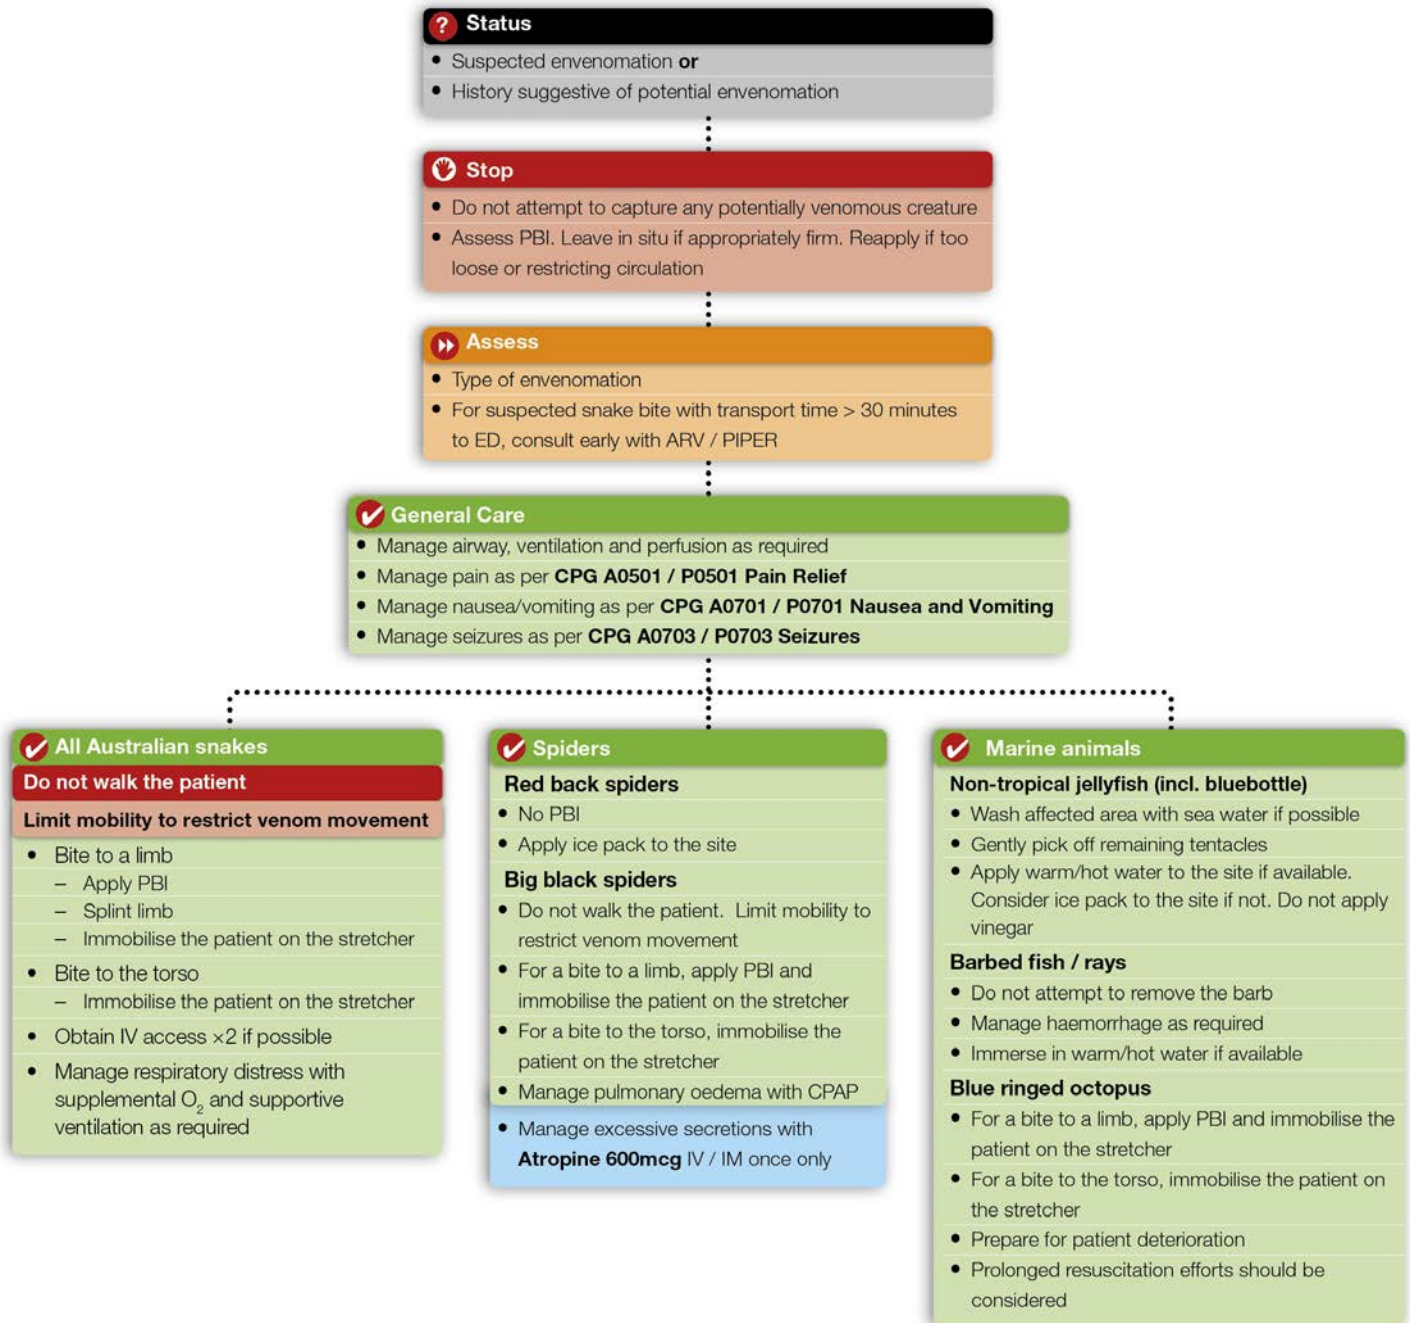 ? Status
• Suspected envenomation or
• History suggestive of potential envenomation
Stop
• Do not attempt to capture any potentially venomous creature
• Assess PBI. Leave in situ if appropriately firm. Reapply if too
loose or restricting circulation
Assess
• Type of envenomation
• For suspected snake bite with transport time > 30 minutes
to ED, consult early with ARV / PIPER
General Care
• Manage airway, ventilation and perfusion as required
• Manage pain as per CPG A0501 / P0501 Pain Relief
• Manage nausea/vomiting as per CPG A0701 / P0701 Nausea and Vomiting
• Manage seizures as per CPG A0703 / P0703 Seizures
All Australian snakes
Do not walk the patient
Limit mobility to restrict venom movement
• Bite to a limb
– Apply PBI
– Splint limb
– Immobilise the patient on the stretcher
• Bite to the torso
– Immobilise the patient on the stretcher
• Obtain IV access ×2 if possible
• Manage respiratory distress with
supplemental O₂ and supportive
ventilation as required
Spiders
Red back spiders
• No PBI
• Apply ice pack to the site
Big black spiders
• Do not walk the patient. Limit mobility to
restrict venom movement
• For a bite to a limb, apply PBI and
immobilise the patient on the stretcher
• For a bite to the torso, immobilise the
patient on the stretcher
• Manage pulmonary oedema with CPAP
• Manage excessive secretions with
Atropine 600mcg IV / IM once only
Marine animals
Non-tropical jellyfish (incl. bluebottle)
• Wash affected area with sea water if possible
• Gently pick off remaining tentacles
• Apply warm/hot water to the site if available.
Consider ice pack to the site if not. Do not apply
vinegar
Barbed fish / rays
• Do not attempt to remove the barb
• Manage haemorrhage as required
• Immerse in warm/hot water if available
Blue ringed octopus
• For a bite to a limb, apply PBI and immobilise the
patient on the stretcher
• For a bite to the torso, immobilise the patient on
the stretcher
• Prepare for patient deterioration
• Prolonged resuscitation efforts should be
considered